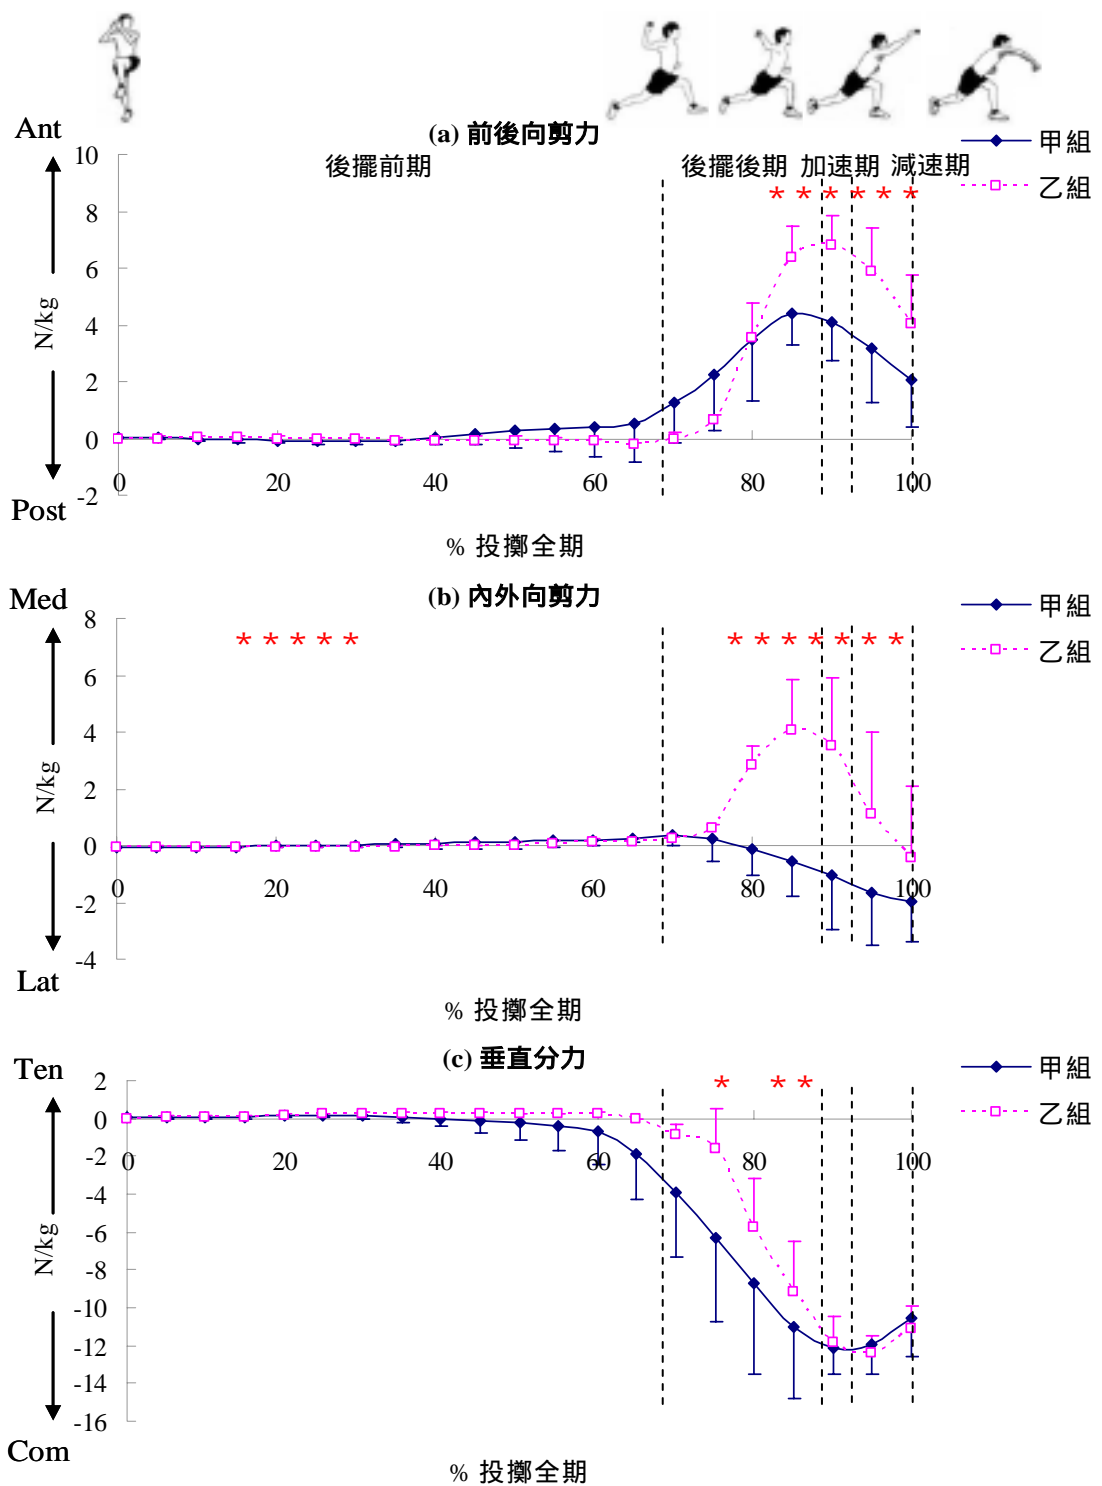 Ant
(a) 前後向剪力
甲組
乙組
10
8
6
4
2
0
-2
N/kg
後擺前期 後擺後期 加速期 減速期
* * * * * *
0 20 40 60 80 100
Post
% 投擲全期
Med
(b) 內外向剪力
甲組
乙組
8
6
4
2
0
-2
-4
N/kg
* * * * * * * * * * * *
0 20 40 60 80 100
Lat
% 投擲全期
Ten
(c) 垂直分力
甲組
乙組
2
0
-2
-4
-6
-8
-10
-12
-14
-16
N/kg
* * *
0 20 40 60 80 100
Com
% 投擲全期